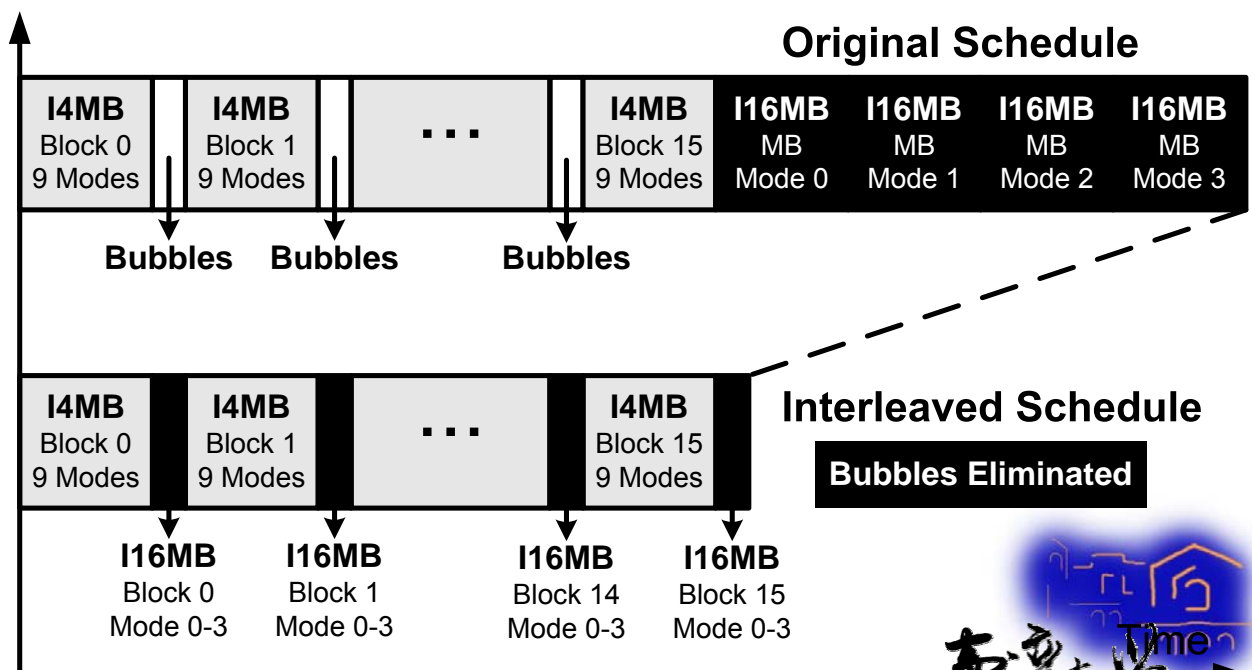 Original Schedule
I4MB
Block 0
9 Modes
I4MB
Block 1
9 Modes
...
I4MB
Block 15
9 Modes
I16MB
MB
Mode 0
I16MB
MB
Mode 1
I16MB
MB
Mode 2
I16MB
MB
Mode 3
Bubbles
Bubbles
Bubbles
I4MB
Block 0
9 Modes
I4MB
Block 1
9 Modes
...
I4MB
Block 15
9 Modes
Interleaved Schedule
Bubbles Eliminated
I16MB
Block 0
Mode 0-3
I16MB
Block 1
Mode 0-3
I16MB
Block 14
Mode 0-3
I16MB
Block 15
Mode 0-3
Time